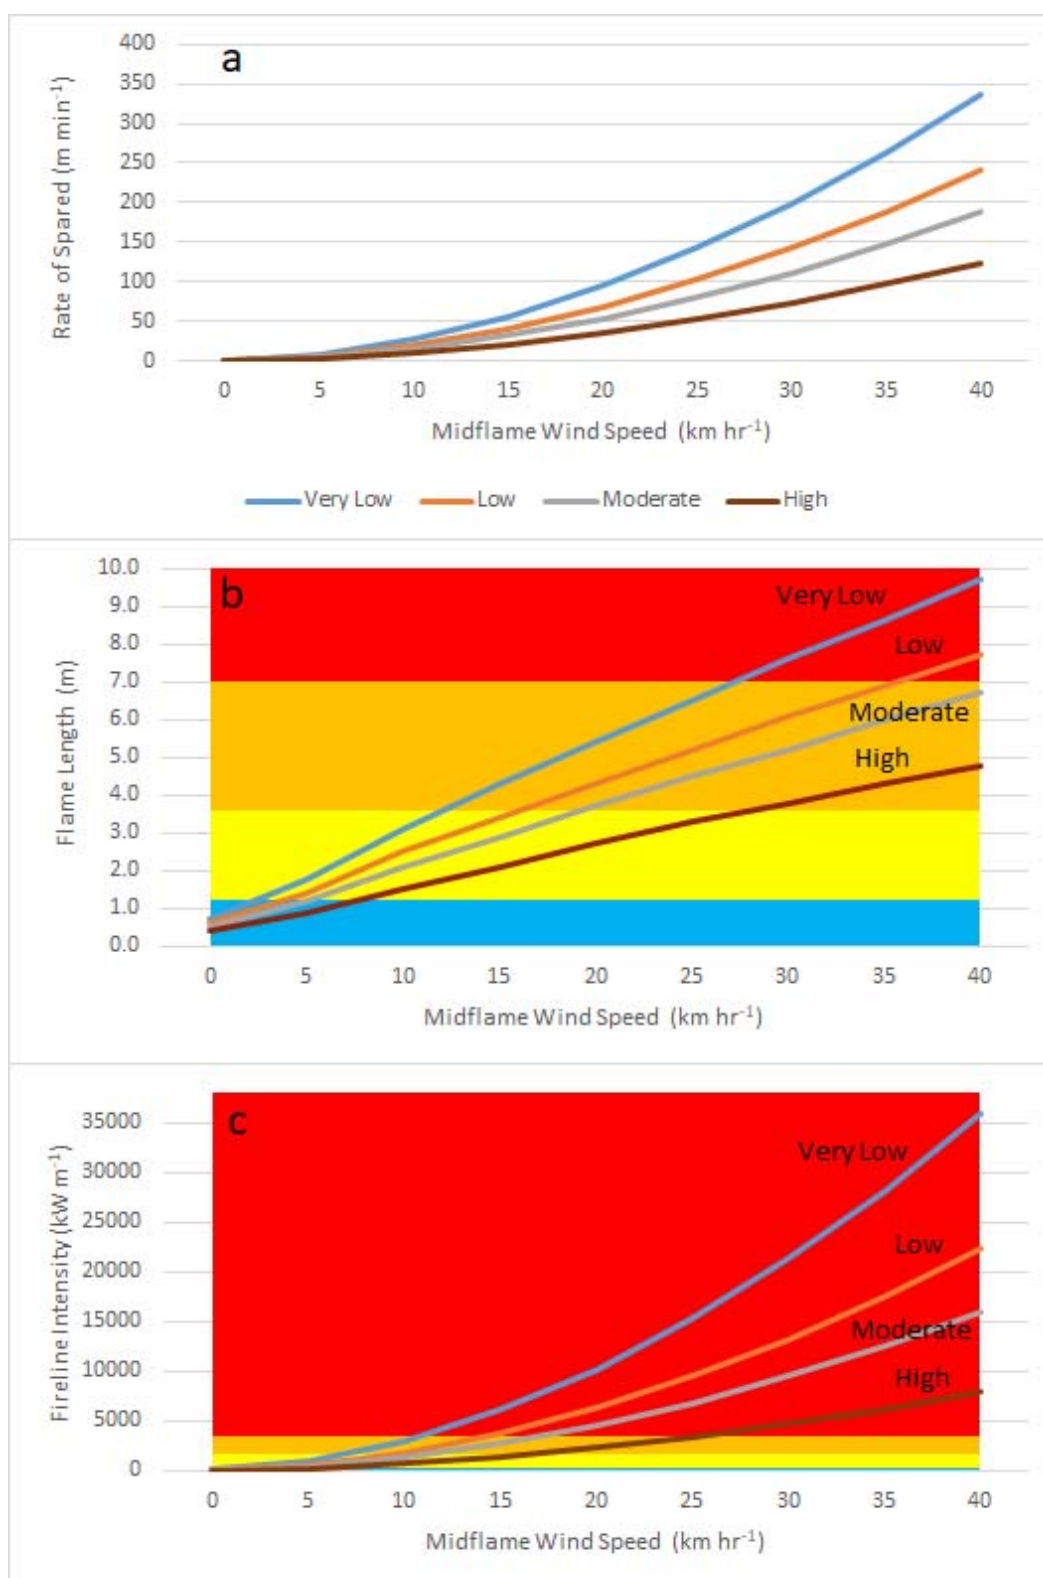 a
400
350
300
250
200
150
100
50
0
Rate of Spared (m min⁻¹)
0 5 10 15 20 25 30 35 40
Midflame Wind Speed (km hr⁻¹)
Very Low Low Moderate High
b
10.0
9.0
8.0
7.0
6.0
5.0
4.0
3.0
2.0
1.0
0.0
Flame Length (m)
Very Low
Low
Moderate
High
0 5 10 15 20 25 30 35 40
Midflame Wind Speed (km hr⁻¹)
c
35000
30000
25000
20000
15000
10000
5000
0
Fireline Intensity (kW m⁻¹)
Very Low
Low
Moderate
High
0 5 10 15 20 25 30 35 40
Midflame Wind Speed (km hr⁻¹)